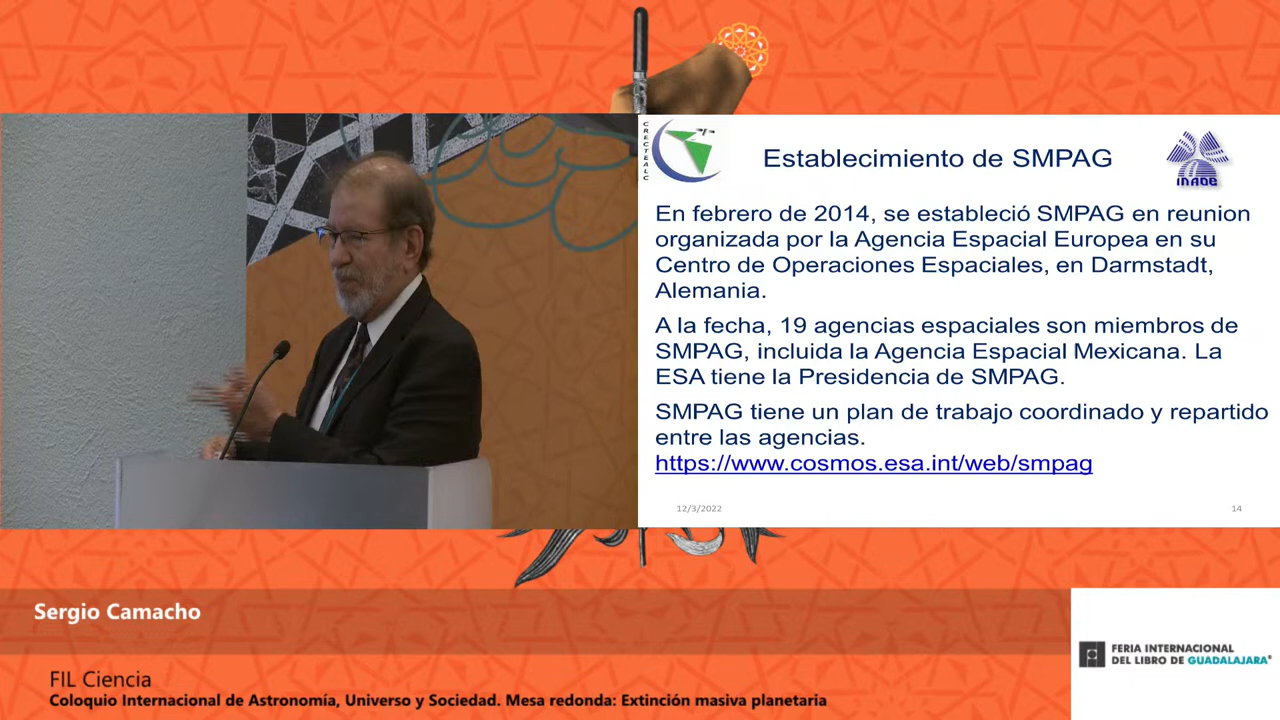 CRECTEALC
Establecimiento de SMPAG
INAOE
En febrero de 2014, se estableció SMPAG en reunion
organizada por la Agencia Espacial Europea en su
Centro de Operaciones Espaciales, en Darmstadt,
Alemania.
A la fecha, 19 agencias espaciales son miembros de
SMPAG, incluida la Agencia Espacial Mexicana. La
ESA tiene la Presidencia de SMPAG.
SMPAG tiene un plan de trabajo coordinado y repartido
entre las agencias.
https://www.cosmos.esa.int/web/smpag
12/3/2022
14
Sergio Camacho
FIL Ciencia
Coloquio Internacional de Astronomía, Universo y Sociedad. Mesa redonda: Extinción masiva planetaria
FERIA INTERNACIONAL
DEL LIBRO DE GUADALAJARA®